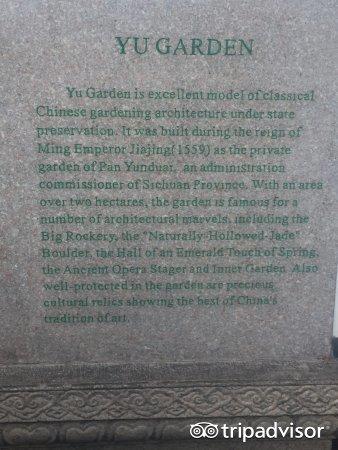 YU GARDEN
Yu Garden is excellent model of classical
Chinese gardening architecture under state
preservation. It was built during the reign of
Ming Emperor Jiajing(1559) as the private
garden of Pan Yunduan, an administration
commissioner of Sichuan Province. With an area
over two hectares, the garden is famous for a
number of architectural marvels, including the
Big Rockery, the "Naturally-Hollowed-Jade"
Boulder, the Hall of an Emerald Touch of Spring,
the Ancient Opera Stager and Inner Garden. Also
well-protected in the garden are precious
cultural relics showing the best of China's
tradition of art.
tripadvisor